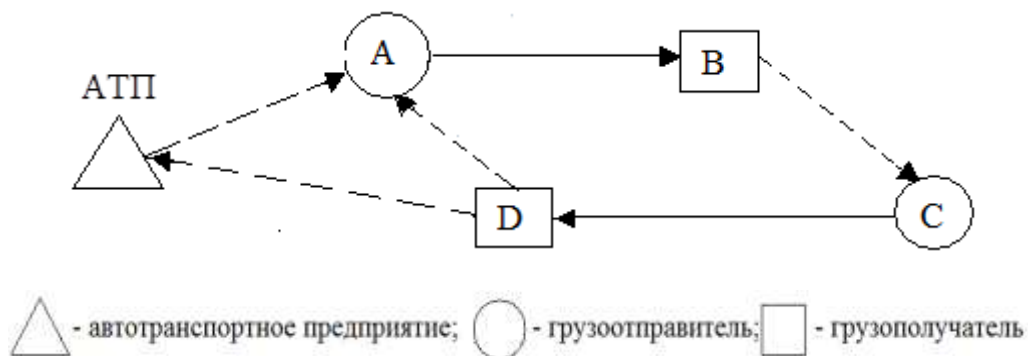 A
B
АТП
D
C
- автотранспортное предприятие; - грузоотправитель; - грузополучатель